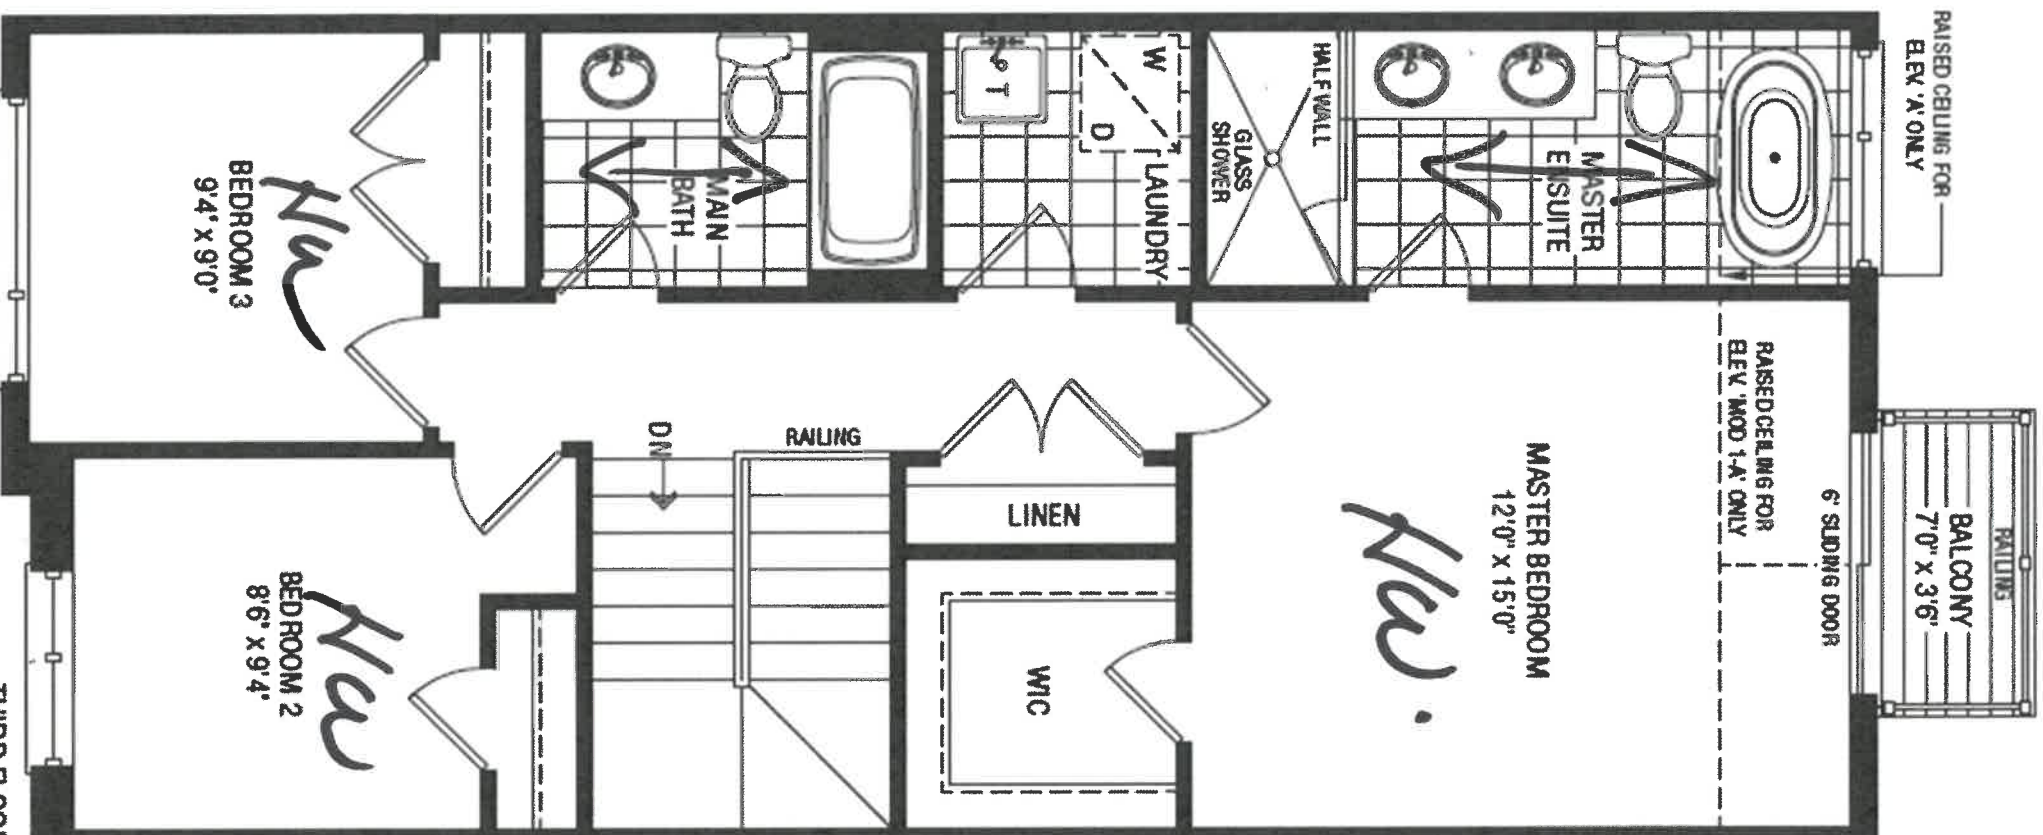 RAISED CEILING FOR
ELEV. 'A' ONLY
MASTER
ENSUITE
HALF WALL
GLASS
SHOWER
W
D
LAUNDRY
T
MAIN
BATH
BEDROOM 3
9'4" x 9'0"
RAILING
BALCONY
7'0" x 3'6"
6' SLIDING DOOR
RAISED CEILING FOR
ELEV. 'MOD 1-A' ONLY
MASTER BEDROOM
12'0" x 15'0"
LINEN
WIC
RAILING
DN
BEDROOM 2
8'6" x 9'4"